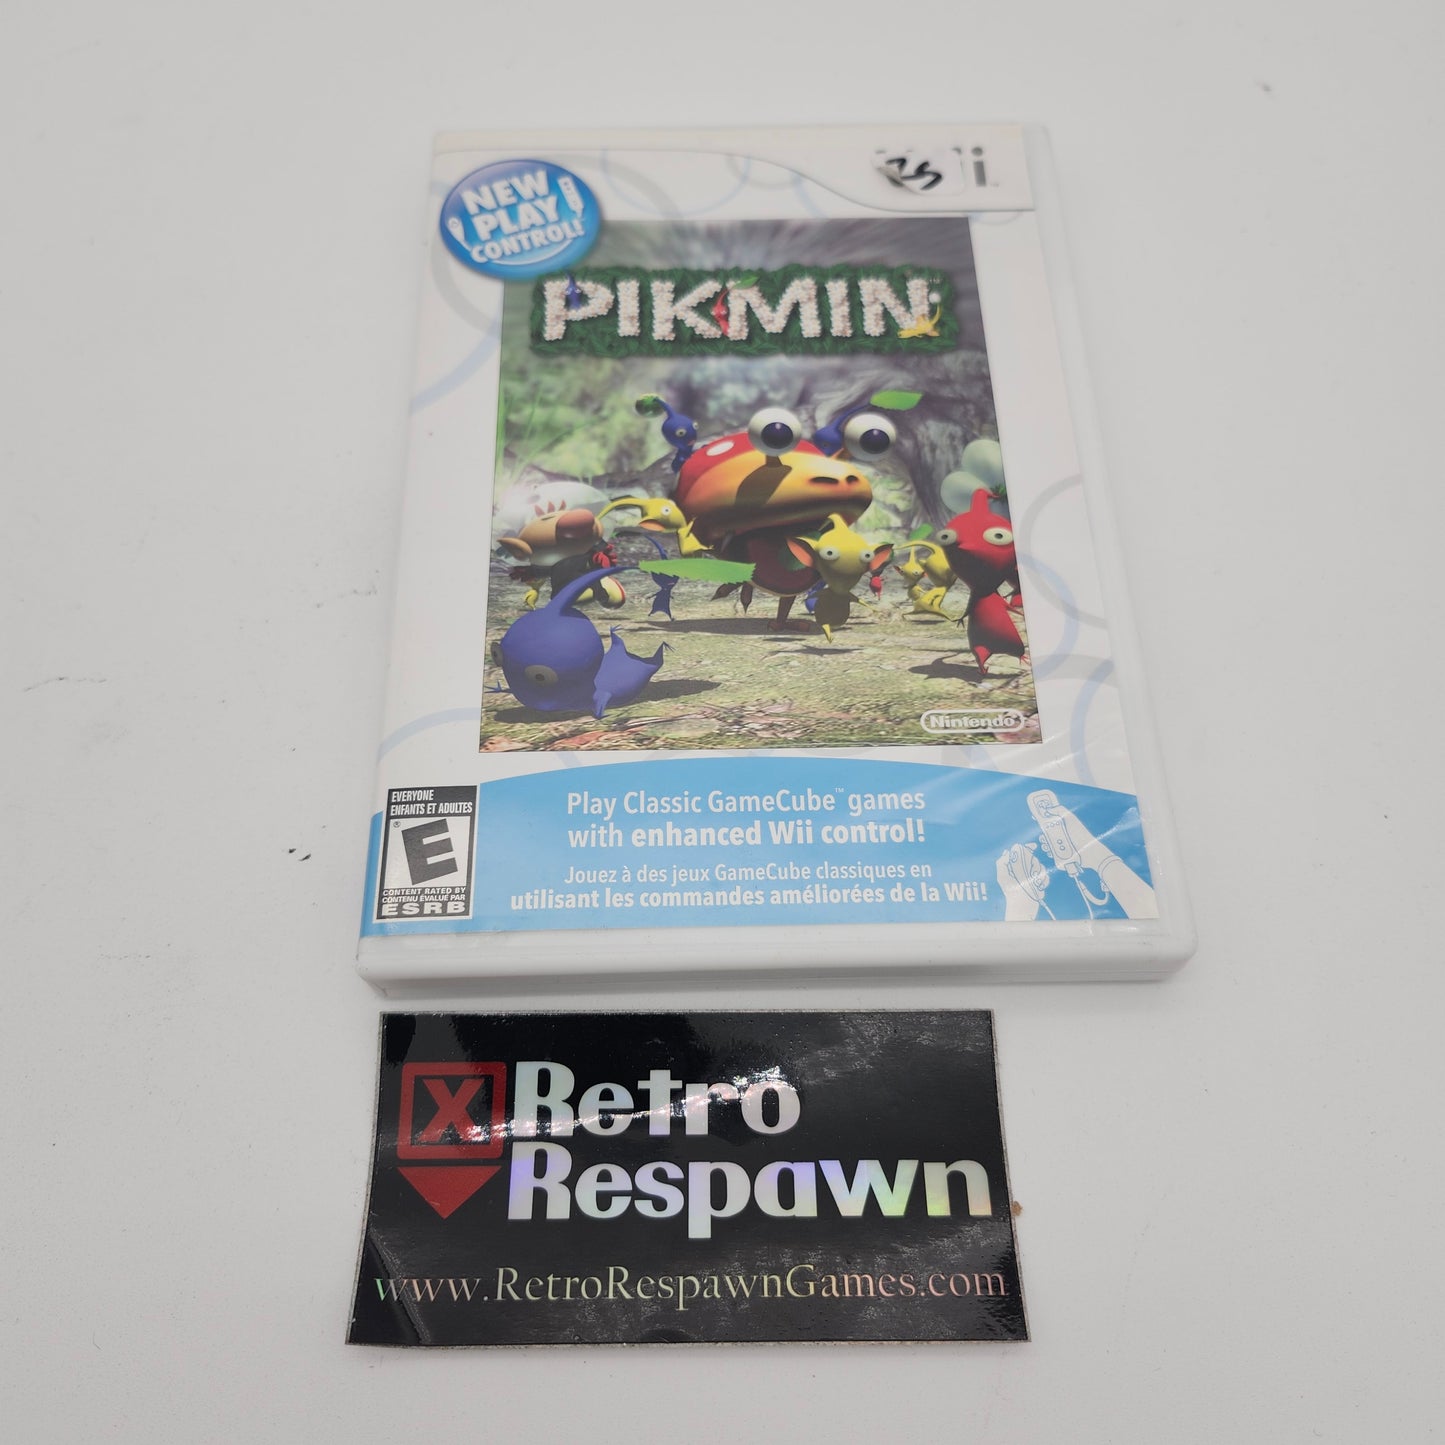 NEW
PLAY
CONTROL!
i
PIKMIN
Nintendo
EVERYONE
ENFANTS ET ADULTES
E
CONTENT RATED BY
CONTENU ÉVALUÉ PAR
ESRB
Play Classic GameCube™ games
with enhanced Wii control!
Jouez à des jeux GameCube classiques en
utilisant les commandes améliorées de la Wii!
X Retro
Respawn
www.RetroRespawnGames.com